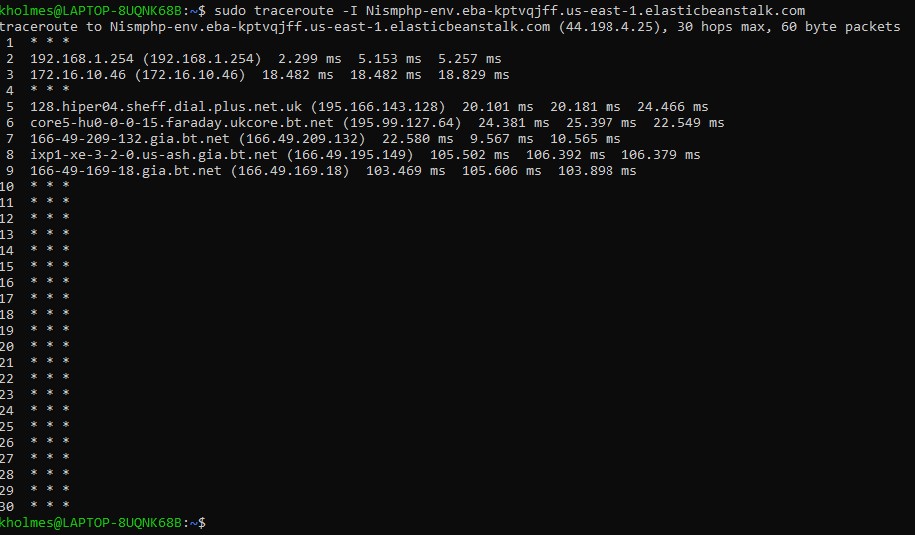 kholmes@LAPTOP-8UQNK68B:~$ sudo traceroute -I Nismphp-env.eba-kptvqjff.us-east-1.elasticbeanstalk.com
traceroute to Nismphp-env.eba-kptvqjff.us-east-1.elasticbeanstalk.com (44.198.4.25), 30 hops max, 60 byte packets
1 * * *
2 192.168.1.254 (192.168.1.254) 2.299 ms 5.153 ms 5.257 ms
3 172.16.10.46 (172.16.10.46) 18.482 ms 18.482 ms 18.829 ms
4 * * *
5 128.hiper04.sheff.dial.plus.net.uk (195.166.143.128) 20.101 ms 20.181 ms 24.466 ms
6 core5-hu0-0-0-15.faraday.ukcore.bt.net (195.99.127.64) 24.381 ms 25.397 ms 22.549 ms
7 166-49-209-132.gia.bt.net (166.49.209.132) 22.580 ms 9.567 ms 10.565 ms
8 ixp1-xe-3-2-0.us-ash.gia.bt.net (166.49.195.149) 105.502 ms 106.392 ms 106.379 ms
9 166-49-169-18.gia.bt.net (166.49.169.18) 103.469 ms 105.606 ms 103.898 ms
10 * * *
11 * * *
12 * * *
13 * * *
14 * * *
15 * * *
16 * * *
17 * * *
18 * * *
19 * * *
20 * * *
21 * * *
22 * * *
23 * * *
24 * * *
25 * * *
26 * * *
27 * * *
28 * * *
29 * * *
30 * * *
kholmes@LAPTOP-8UQNK68B:~$